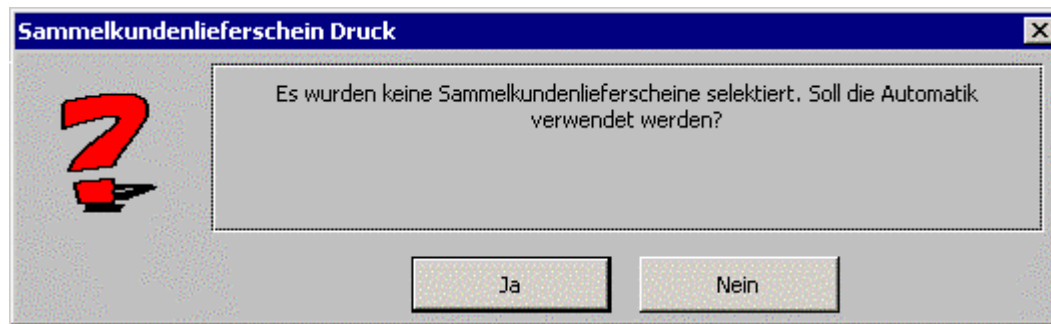 Sammelkundenlieferschein Druck
Es wurden keine Sammelkundenlieferscheine selektiert. Soll die Automatik
verwendet werden?
Ja
Nein